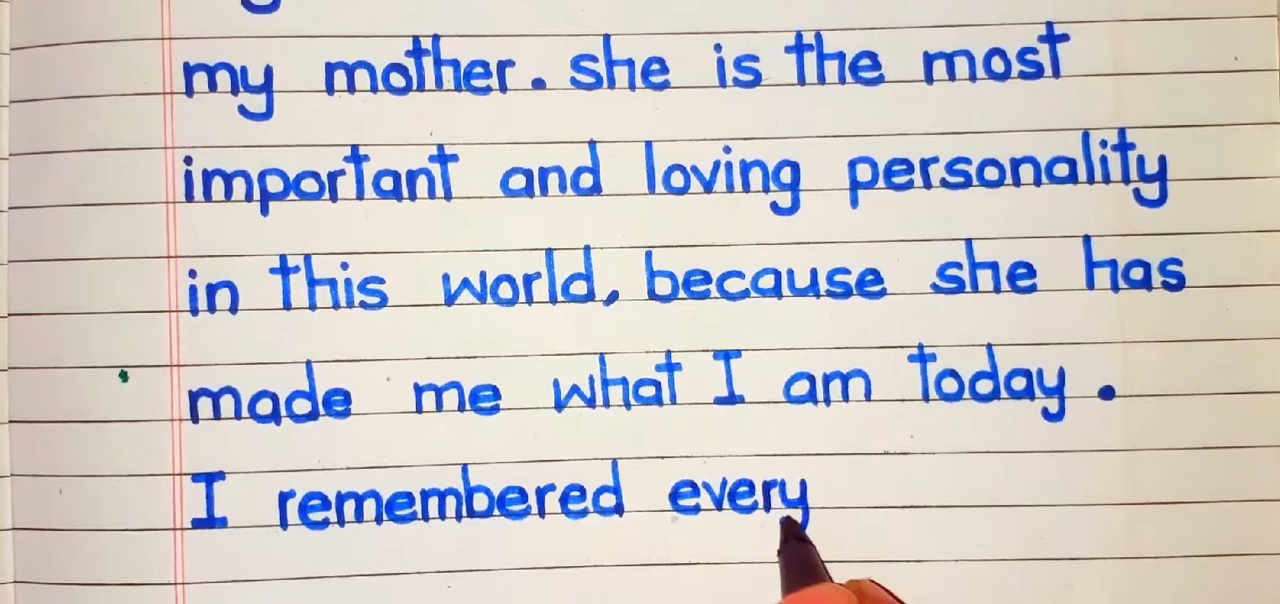 my mother. she is the most
important and loving personality
in this world, because she has
made me what I am today.
I remembered every